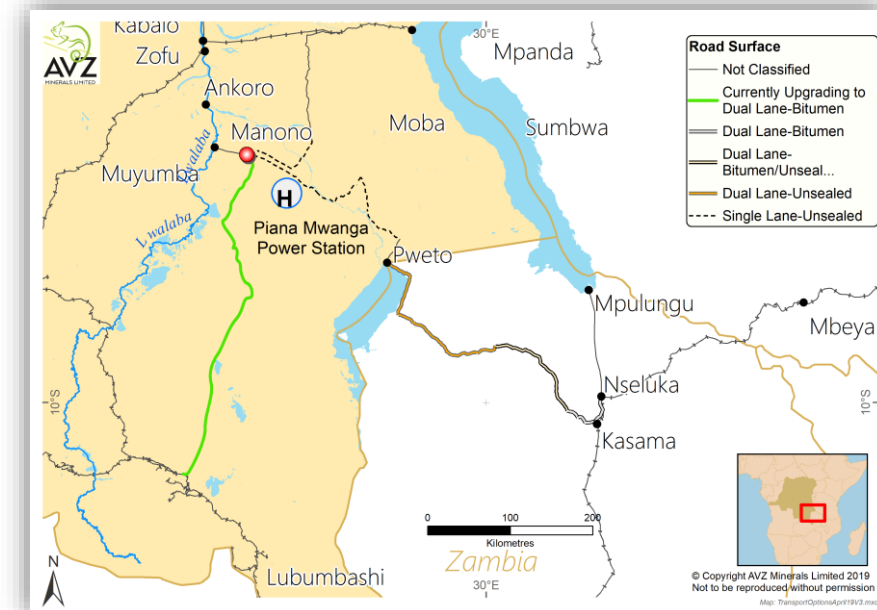 Kabalo
Zofu
AVZ
MINERALS LIMITED
Ankoro
Manono
Muyumba
Lwalaba
Lwalaba
H
Piana Mwanga
Power Station
Pweto
Moba
Sumbwa
Mpanda
30°E
Mpulungu
Mbeya
Nseluka
Kasama
10°S
10°S
Lubumbashi
Zambia
30°E
0 100 200
Kilometres
N
Road Surface
Not Classified
Currently Upgrading to
Dual Lane-Bitumen
Dual Lane-Bitumen
Dual Lane-
Bitumen/Unseal...
Dual Lane-Unsealed
Single Lane-Unsealed
© Copyright AVZ Minerals Limited 2019
Not to be reproduced without permission
Map: TransportOptionsApril19V3.mxd